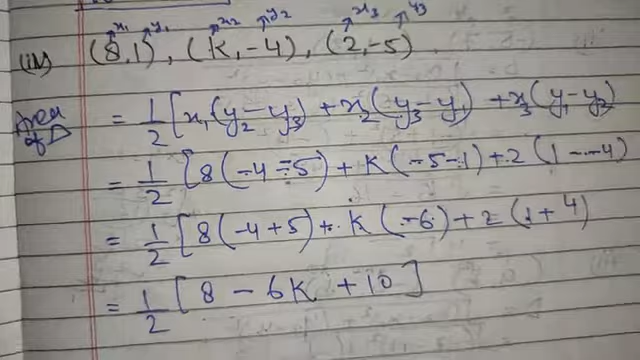 x₁ y₁ x₂ y₂ x₃ y₃
(iv) (8,1), (K,-4), (2,-5)
Area of Δ = 1/2 [x₁(y₂-y₃) + x₂(y₃-y₁) + x₃(y₁-y₂)
= 1/2 [8(-4--5) + K(-5-1) + 2(1--4)
= 1/2 [8(-4+5) + K(-6) + 2(1+4)
= 1/2 [8 - 6K + 10]